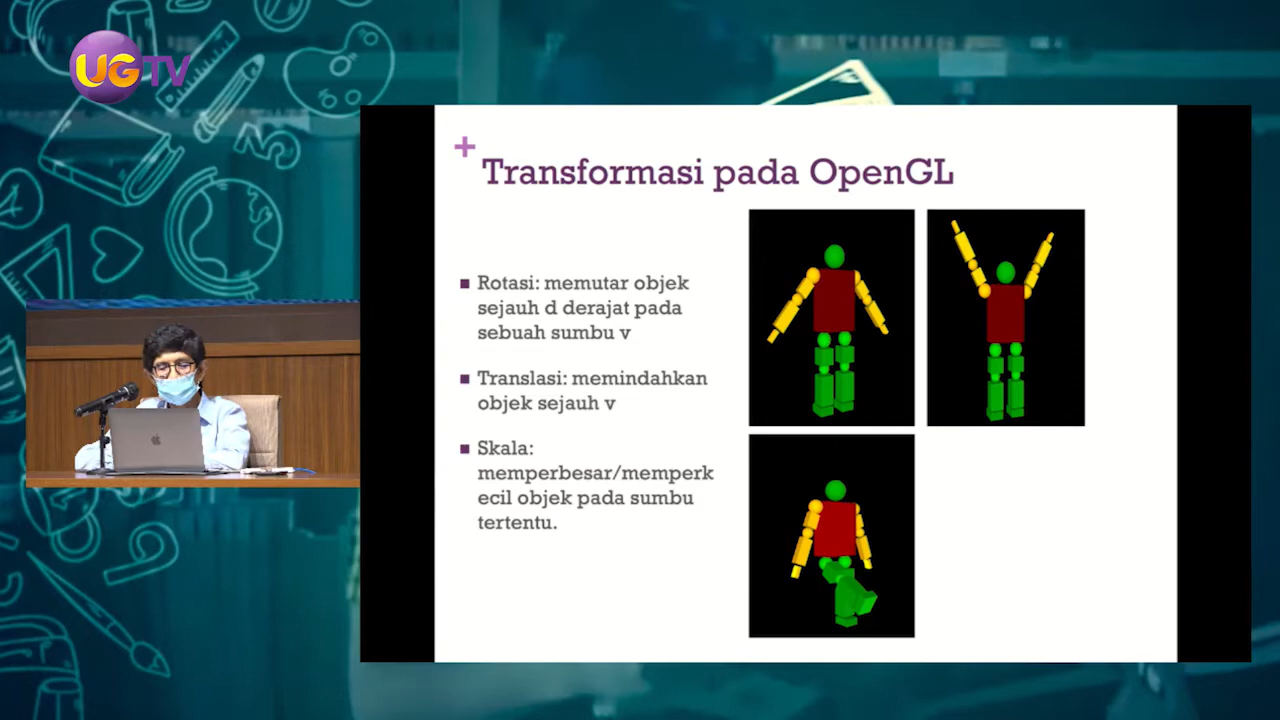 UGTV
+
Transformasi pada OpenGL
Rotasi: memutar objek
sejauh d derajat pada
sebuah sumbu v
Translasi: memindahkan
objek sejauh v
Skala:
memperbesar/memperk
ecil objek pada sumbu
tertentu.